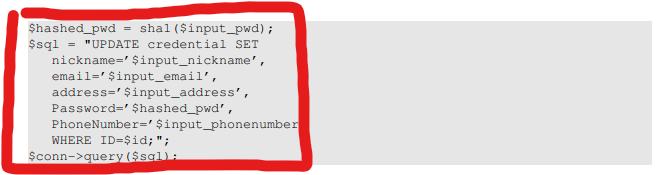 $hashed_pwd = sha1($input_pwd);
$sql = "UPDATE credential SET
nickname=’$input_nickname’,
email=’$input_email’,
address=’$input_address’,
Password=’$hashed_pwd’,
PhoneNumber=’$input_phonenumber
WHERE ID=$id;";
$conn->query($sql);